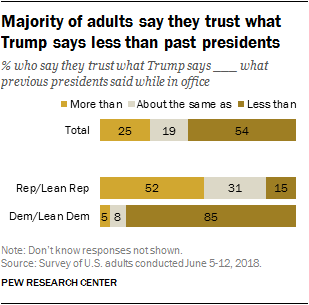 Majority of adults say they trust what
Trump says less than past presidents
% who say they trust what Trump says ___ what
previous presidents said while in office
More than About the same as Less than
Total 25 19 54
Rep/Lean Rep 52 31 15
Dem/Lean Dem 5 8 85
Note: Don't know responses not shown.
Source: Survey of U.S. adults conducted June 5-12, 2018.
PEW RESEARCH CENTER